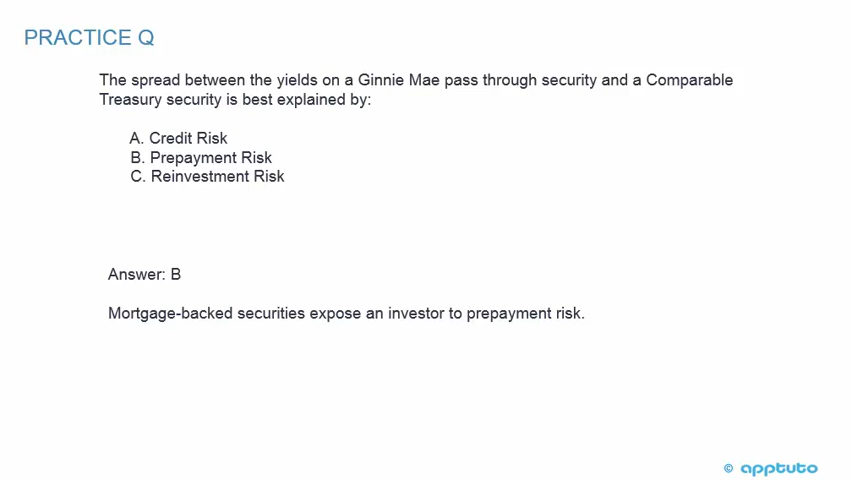 PRACTICE Q
The spread between the yields on a Ginnie Mae pass through security and a Comparable
Treasury security is best explained by:
A. Credit Risk
B. Prepayment Risk
C. Reinvestment Risk
Answer: B
Mortgage-backed securities expose an investor to prepayment risk.
© apptuto